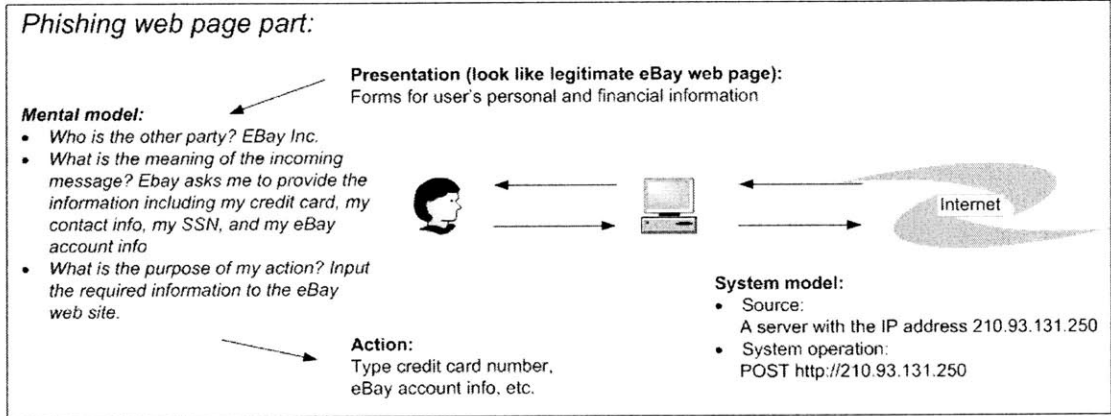 Phishing web page part:
Presentation (look like legitimate eBay web page):
Forms for user's personal and financial information
Mental model:
• Who is the other party? EBay Inc.
• What is the meaning of the incoming
message? Ebay asks me to provide the
information including my credit card, my
contact info, my SSN, and my eBay
account info
• What is the purpose of my action? Input
the required information to the eBay
web site.
Internet
System model:
• Source:
A server with the IP address 210.93.131.250
• System operation:
POST http://210.93.131.250
Action:
Type credit card number,
eBay account info, etc.